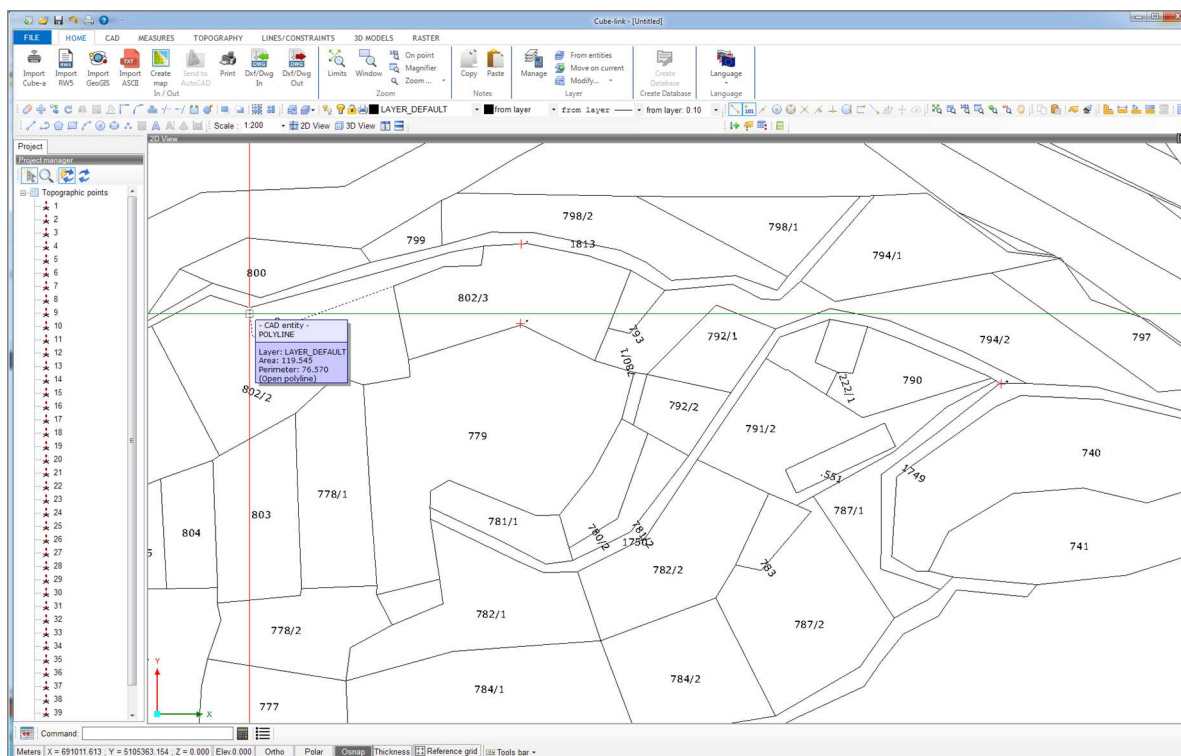 Cube-link - [Untitled]
FILE HOME CAD MEASURES TOPOGRAPHY LINES/CONSTRAINTS 3D MODELS RASTER
Import Cube-a
Import RW5
Import GeoGIS
Import ASCII
Create map
Send to AutoCAD
Print
Dxf/Dwg In
Dxf/Dwg Out
In / Out
Limits
Window
On point
Magnifier
Zoom ...
Zoom
Copy
Paste
Notes
Manage
From entities
Move on current
Modify...
Layer
Create Database
Create Database
Language
Language
LAYER_DEFAULT
from layer
from layer
from layer: 0.10
Scale : 1:200
2D View
3D View
Project
Project manager
Topographic points
1
2
3
4
5
6
7
8
9
10
11
12
13
14
15
16
17
18
19
20
21
22
23
24
25
26
27
28
29
30
31
32
33
34
35
36
37
38
39
2D View
798/2
798/1
799
1813
794/1
800
802/3
793
792/1
794/2
797
- CAD entity -
POLYLINE
Layer: LAYER_DEFAULT
Area: 119.545
Perimeter: 76.570
(Open polyline)
780/1
790
222/1
802/2
792/2
791/2
779
740
.551
1749
778/1
803
804
781/1
787/1
780/2
781/2
1750
741
782/2
783
782/1
778/2
787/2
784/2
784/1
777
Y
X
Command:
Meters X = 691011.613 ; Y = 5105363.154 ; Z = 0.000 Elev.0.000 Ortho Polar Osnap Thickness Reference grid Tools bar